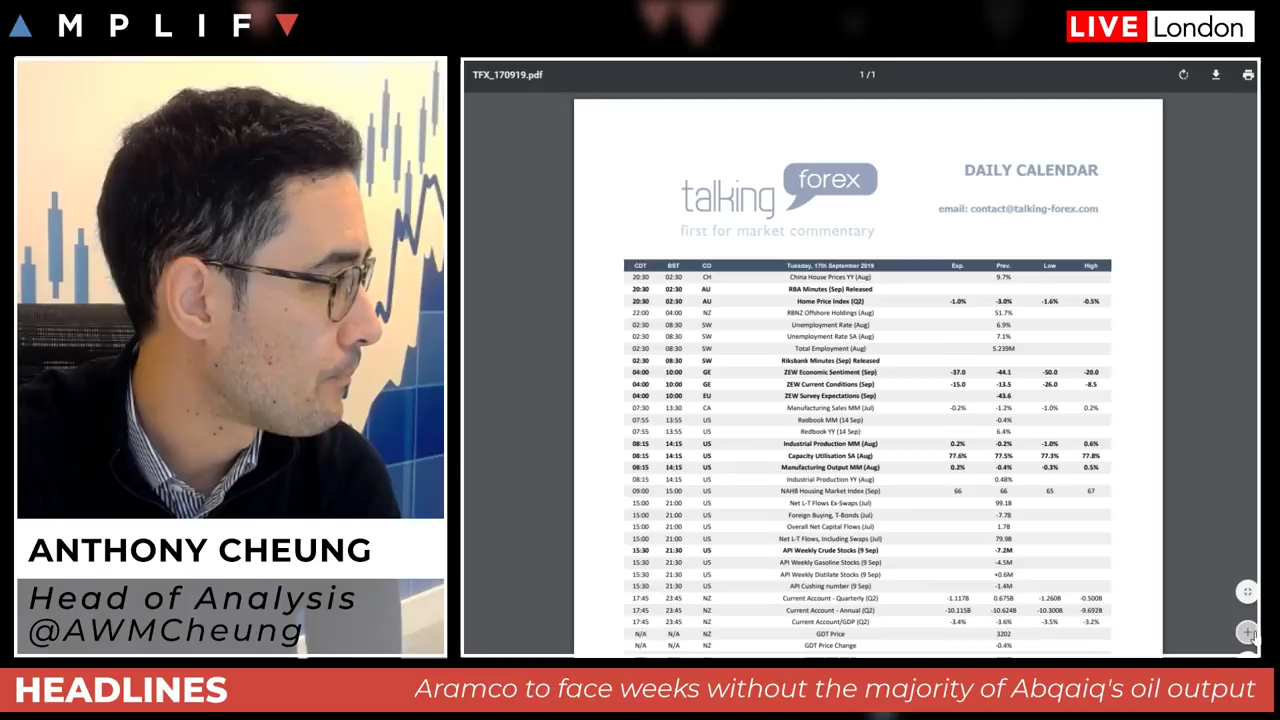 AMPLIFY
LIVE London
TFX_170919.pdf
1 / 1
talking forex
first for market commentary
DAILY CALENDAR
email: contact@talking-forex.com
CDT BST CO Tuesday, 17th September 2019 Exp. Prev. Low High
20:30 02:30 CH China House Prices YY (Aug) 9.7%
20:30 02:30 AU RBA Minutes (Sep) Released
20:30 02:30 AU Home Price Index (Q2) -1.0% -3.0% -1.6% -0.5%
22:00 04:00 NZ RBNZ Offshore Holdings (Aug) 51.7%
02:30 08:30 SW Unemployment Rate (Aug) 6.9%
02:30 08:30 SW Unemployment Rate SA (Aug) 7.1%
02:30 08:30 SW Total Employment (Aug) 5.239M
02:30 08:30 SW Riksbank Minutes (Sep) Released
04:00 10:00 GE ZEW Economic Sentiment (Sep) -37.0 -44.1 -50.0 -20.0
04:00 10:00 GE ZEW Current Conditions (Sep) -15.0 -13.5 -26.0 -8.5
04:00 10:00 EU ZEW Survey Expectations (Sep) -43.6
07:30 13:30 CA Manufacturing Sales MM (Jul) -0.2% -1.2% -1.0% 0.2%
07:55 13:55 US Redbook MM (14 Sep) -0.4%
07:55 13:55 US Redbook YY (14 Sep) 6.4%
08:15 14:15 US Industrial Production MM (Aug) 0.2% -0.2% -1.0% 0.6%
08:15 14:15 US Capacity Utilisation SA (Aug) 77.6% 77.5% 77.3% 77.8%
08:15 14:15 US Manufacturing Output MM (Aug) 0.2% -0.4% -0.3% 0.5%
08:15 14:15 US Industrial Production YY (Aug) 0.48%
09:00 15:00 US NAHB Housing Market Index (Sep) 66 66 65 67
15:00 21:00 US Net L-T Flows Ex-Swaps (Jul) 99.1B
15:00 21:00 US Foreign Buying, T-Bonds (Jul) -7.7B
15:00 21:00 US Overall Net Capital Flows (Jul) 1.7B
15:00 21:00 US Net L-T Flows, Including Swaps (Jul) 79.9B
15:30 21:30 US API Weekly Crude Stocks (9 Sep) -7.2M
15:30 21:30 US API Weekly Gasoline Stocks (9 Sep) -4.5M
15:30 21:30 US API Weekly Distilate Stocks (9 Sep) +0.6M
15:30 21:30 US API Cushing number (9 Sep) -1.4M
17:45 23:45 NZ Current Account - Quarterly (Q2) -1.117B 0.675B -1.260B -0.500B
17:45 23:45 NZ Current Account - Annual (Q2) -10.115B -10.624B -10.300B -9.692B
17:45 23:45 NZ Current Account/GDP (Q2) -3.4% -3.6% -3.5% -3.2%
N/A N/A NZ GDT Price 3202
N/A N/A NZ GDT Price Change -0.4%
ANTHONY CHEUNG
Head of Analysis
@AWMCheung
HEADLINES
Aramco to face weeks without the majority of Abqaiq's oil output